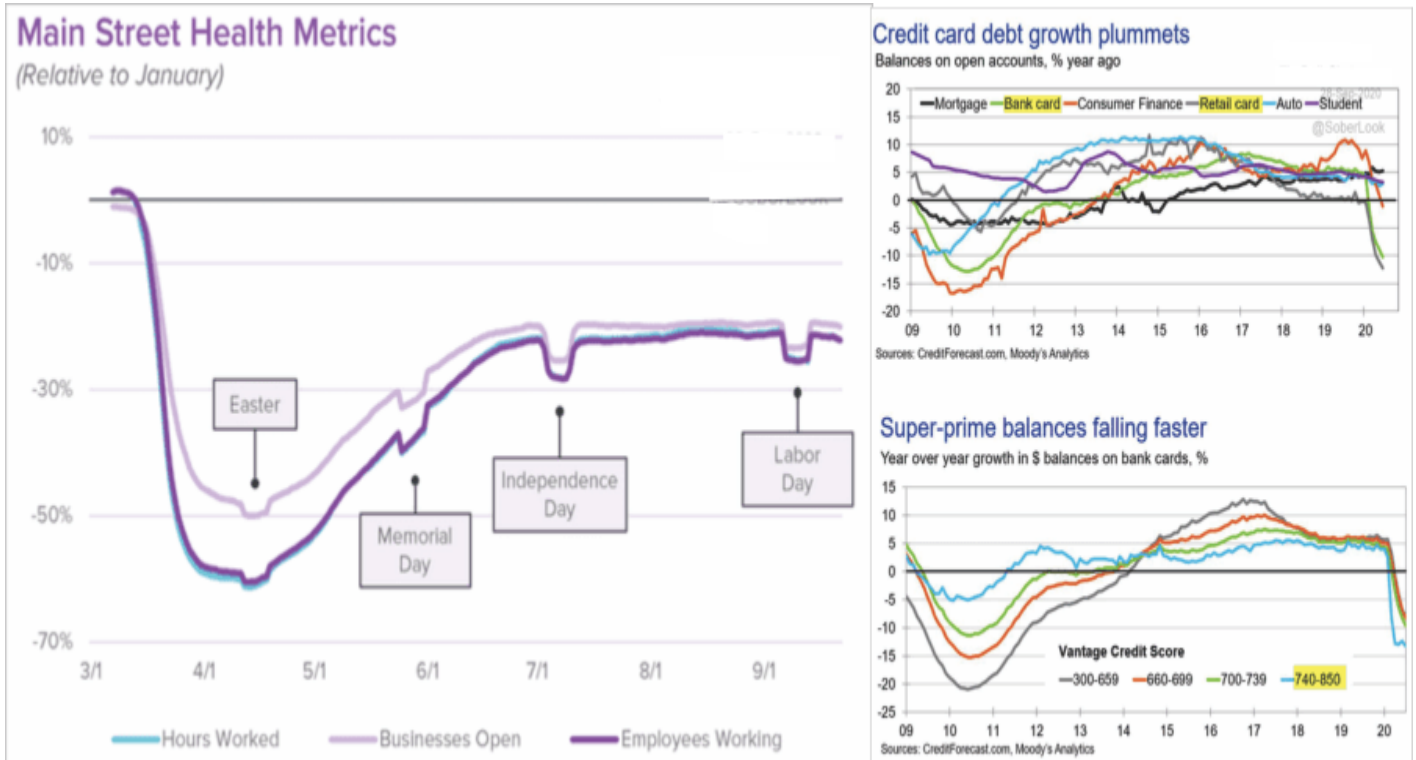 Main Street Health Metrics
(Relative to January)
10%
-10%
-30%
-50%
-70%
Easter
Memorial
Day
Independence
Day
Labor
Day
3/1 4/1 5/1 6/1 7/1 8/1 9/1
Hours Worked Businesses Open Employees Working
Credit card debt growth plummets
Balances on open accounts, % year ago
20
15
10
5
0
-5
-10
-15
-20
28-Sep-2020
Mortgage Bank card Consumer Finance Retail card Auto Student
@SoberLook
09 10 11 12 13 14 15 16 17 18 19 20
Sources: CreditForecast.com, Moody's Analytics
Super-prime balances falling faster
Year over year growth in $ balances on bank cards, %
15
10
5
0
-5
-10
-15
-20
-25
Vantage Credit Score
300-659 660-699 700-739 740-850
09 10 11 12 13 14 15 16 17 18 19 20
Sources: CreditForecast.com, Moody's Analytics